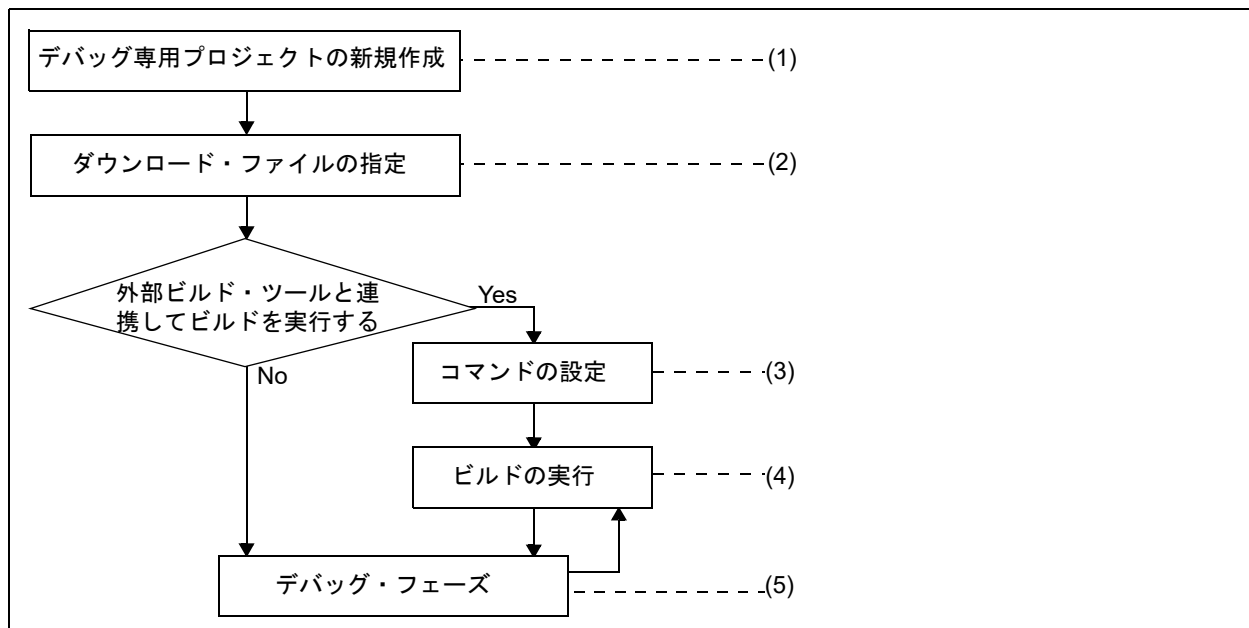 デバッグ専用プロジェクトの新規作成
(1)
ダウンロード・ファイルの指定
(2)
外部ビルド・ツールと連
携してビルドを実行する
Yes
No
コマンドの設定
(3)
ビルドの実行
(4)
デバッグ・フェーズ
(5)